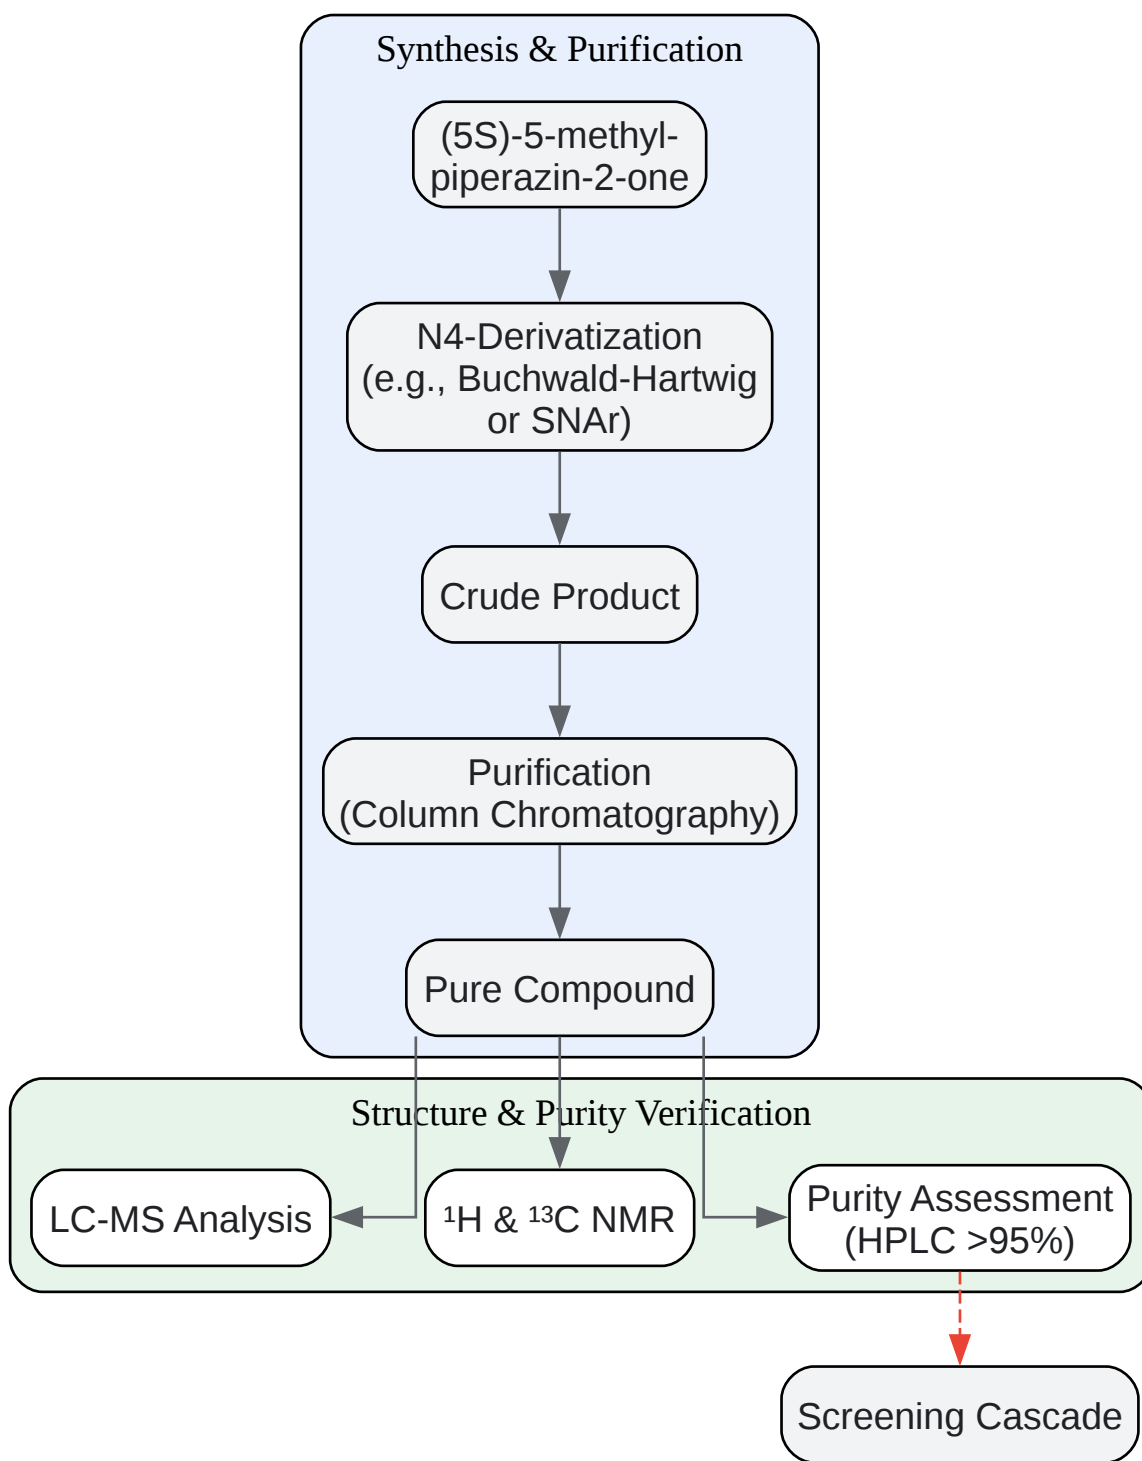 Synthesis & Purification
(5S)-5-methyl-
piperazin-2-one
N4-Derivatization
(e.g., Buchwald-Hartwig
or SNAr)
Crude Product
Purification
(Column Chromatography)
Pure Compound
Structure & Purity Verification
LC-MS Analysis
¹H & ¹³C NMR
Purity Assessment
(HPLC >95%)
Screening Cascade